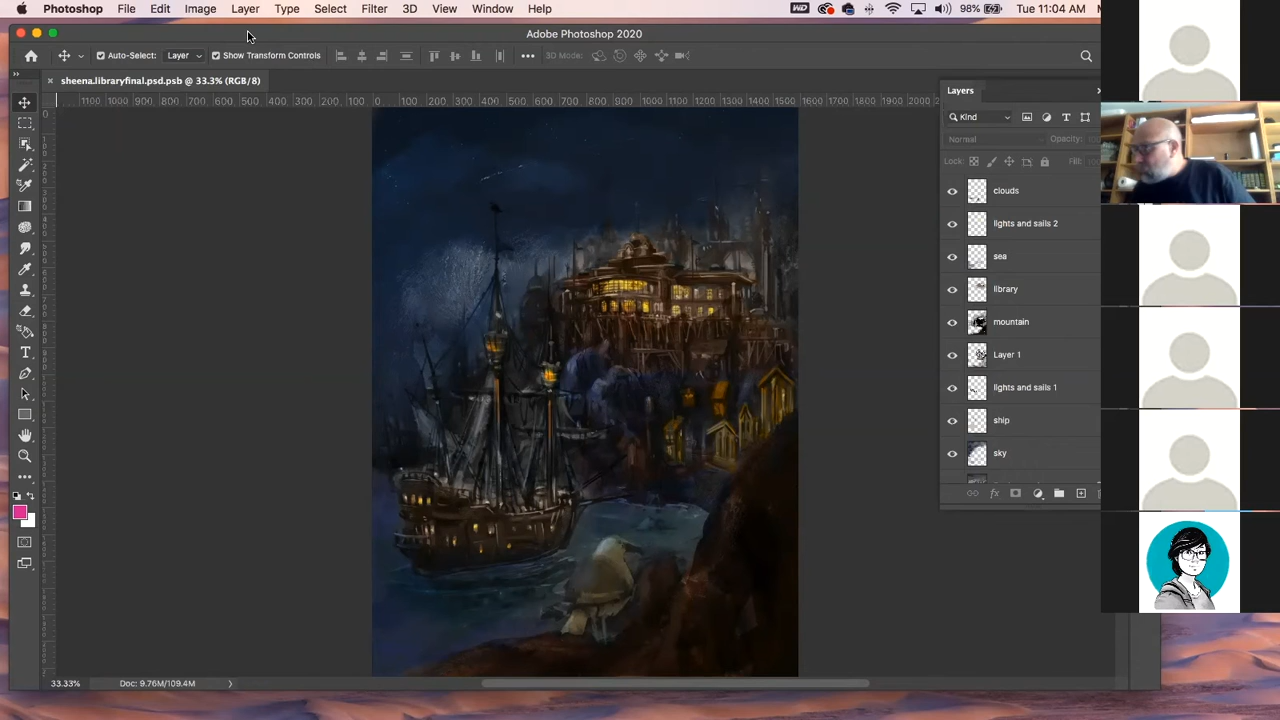 Photoshop File Edit Image Layer Type Select Filter 3D View Window Help 98% Tue 11:04 AM
Adobe Photoshop 2020
Auto-Select: Layer Show Transform Controls 3D Mode:
sheena.libraryfinal.psd.psb @ 33.3% (RGB/8)
1100 1000 900 800 700 600 500 400 300 200 100 0 100 200 300 400 500 600 700 800 900 1000 1100 1200 1300 1400 1500 1600 1700 1800 1900 2000
Layers
Kind
Normal Opacity:
Lock: Fill:
clouds
lights and sails 2
sea
library
mountain
Layer 1
lights and sails 1
ship
sky
33.33% Doc: 9.76M/109.4M